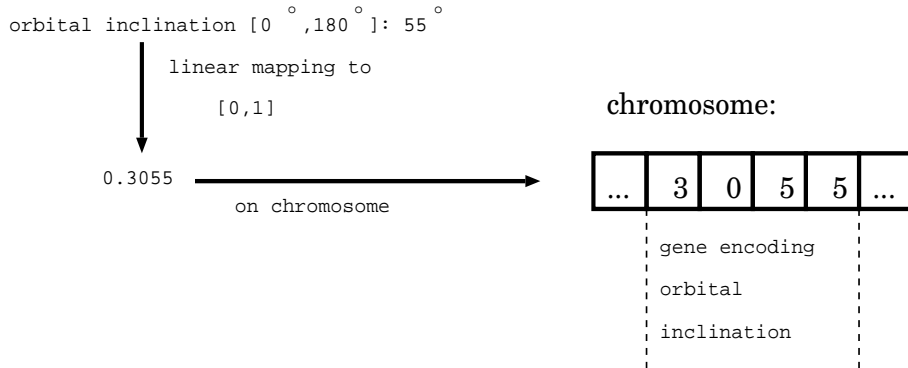 orbital inclination [0°,180°]: 55°
linear mapping to
[0,1]
chromosome:
0.3055
on chromosome
... 3 0 5 5 ...
gene encoding
orbital
inclination